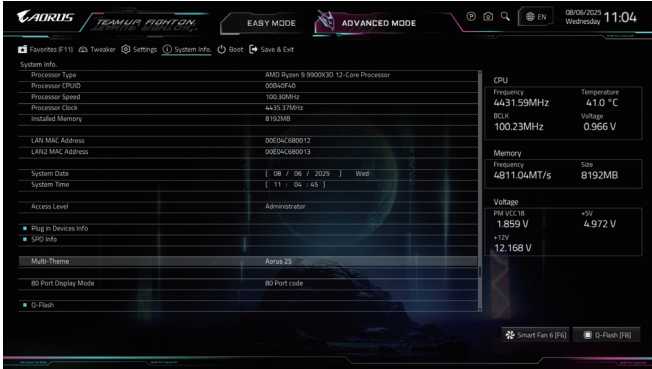 AORUS
TEAM UP. FIGHT ON.
EASY MODE
ADVANCED MODE
EN
08/06/2025
Wednesday
11:04
Favorites (F11)
Tweaker
Settings
System Info.
Boot
Save & Exit
System Info.
Processor Type AMD Ryzen 9 9900X3D 12-Core Processor
Processor CPUID 00B40F40
Processor Speed 100.30MHz
Processor Clock 4435.37MHz
Installed Memory 8192MB
LAN MAC Address 00E04C680012
LAN2 MAC Address 00E04C680013
System Date [ 08 / 06 / 2025 ] Wed
System Time [ 11 : 04 : 45 ]
Access Level Administrator
Plug in Devices Info
SPD Info
Multi-Theme Aorus 25
80 Port Display Mode 80 Port code
Q-Flash
CPU
Frequency Temperature
4431.59MHz 41.0 °C
BCLK Voltage
100.23MHz 0.966 V
Memory
Frequency Size
4811.04MT/s 8192MB
Voltage
PM VCC18 +5V
1.859 V 4.972 V
+12V
12.168 V
Smart Fan 6 [F6]
Q-Flash [F8]